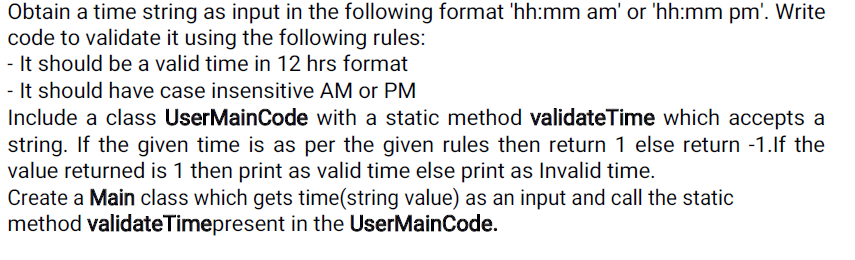 Obtain a time string as input in the following format 'hh:mm am' or 'hh:mm pm'. Write
code to validate it using the following rules:
- It should be a valid time in 12 hrs format
- It should have case insensitive AM or PM
Include a class UserMainCode with a static method validateTime which accepts a
string. If the given time is as per the given rules then return 1 else return -1.If the
value returned is 1 then print as valid time else print as Invalid time.
Create a Main class which gets time(string value) as an input and call the static
method validateTimepresent in the UserMainCode.